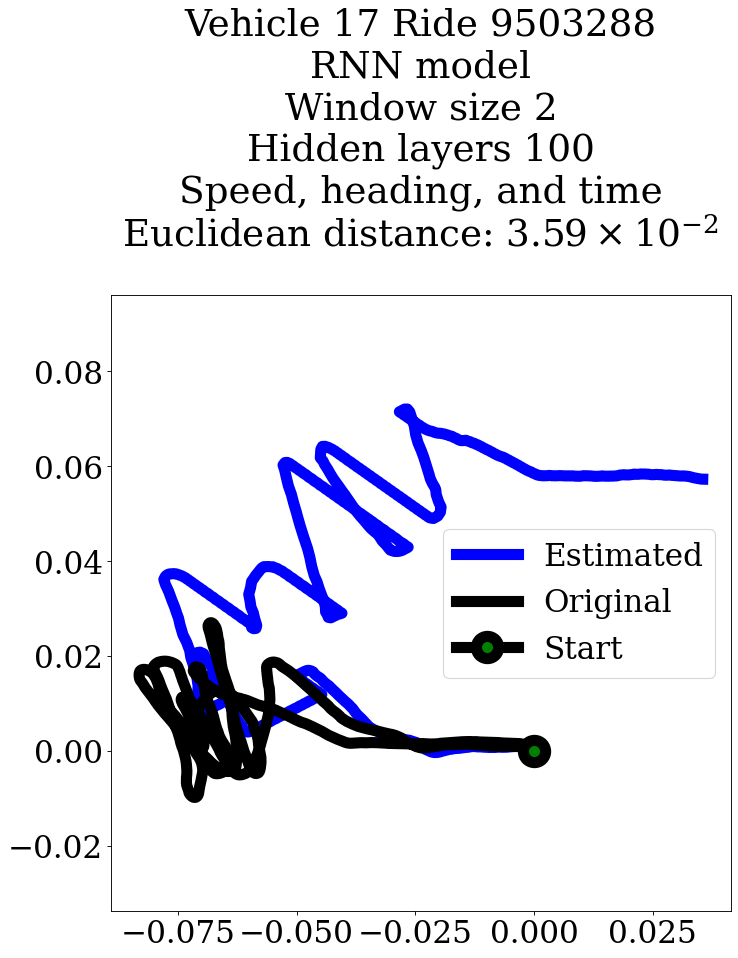 Vehicle 17 Ride 9503288
RNN model
Window size 2
Hidden layers 100
Speed, heading, and time
Euclidean distance: 3.59 × 10⁻²
0.08
0.06
0.04
0.02
0.00
−0.02
Estimated
Original
Start
−0.075 −0.050 −0.025 0.000 0.025